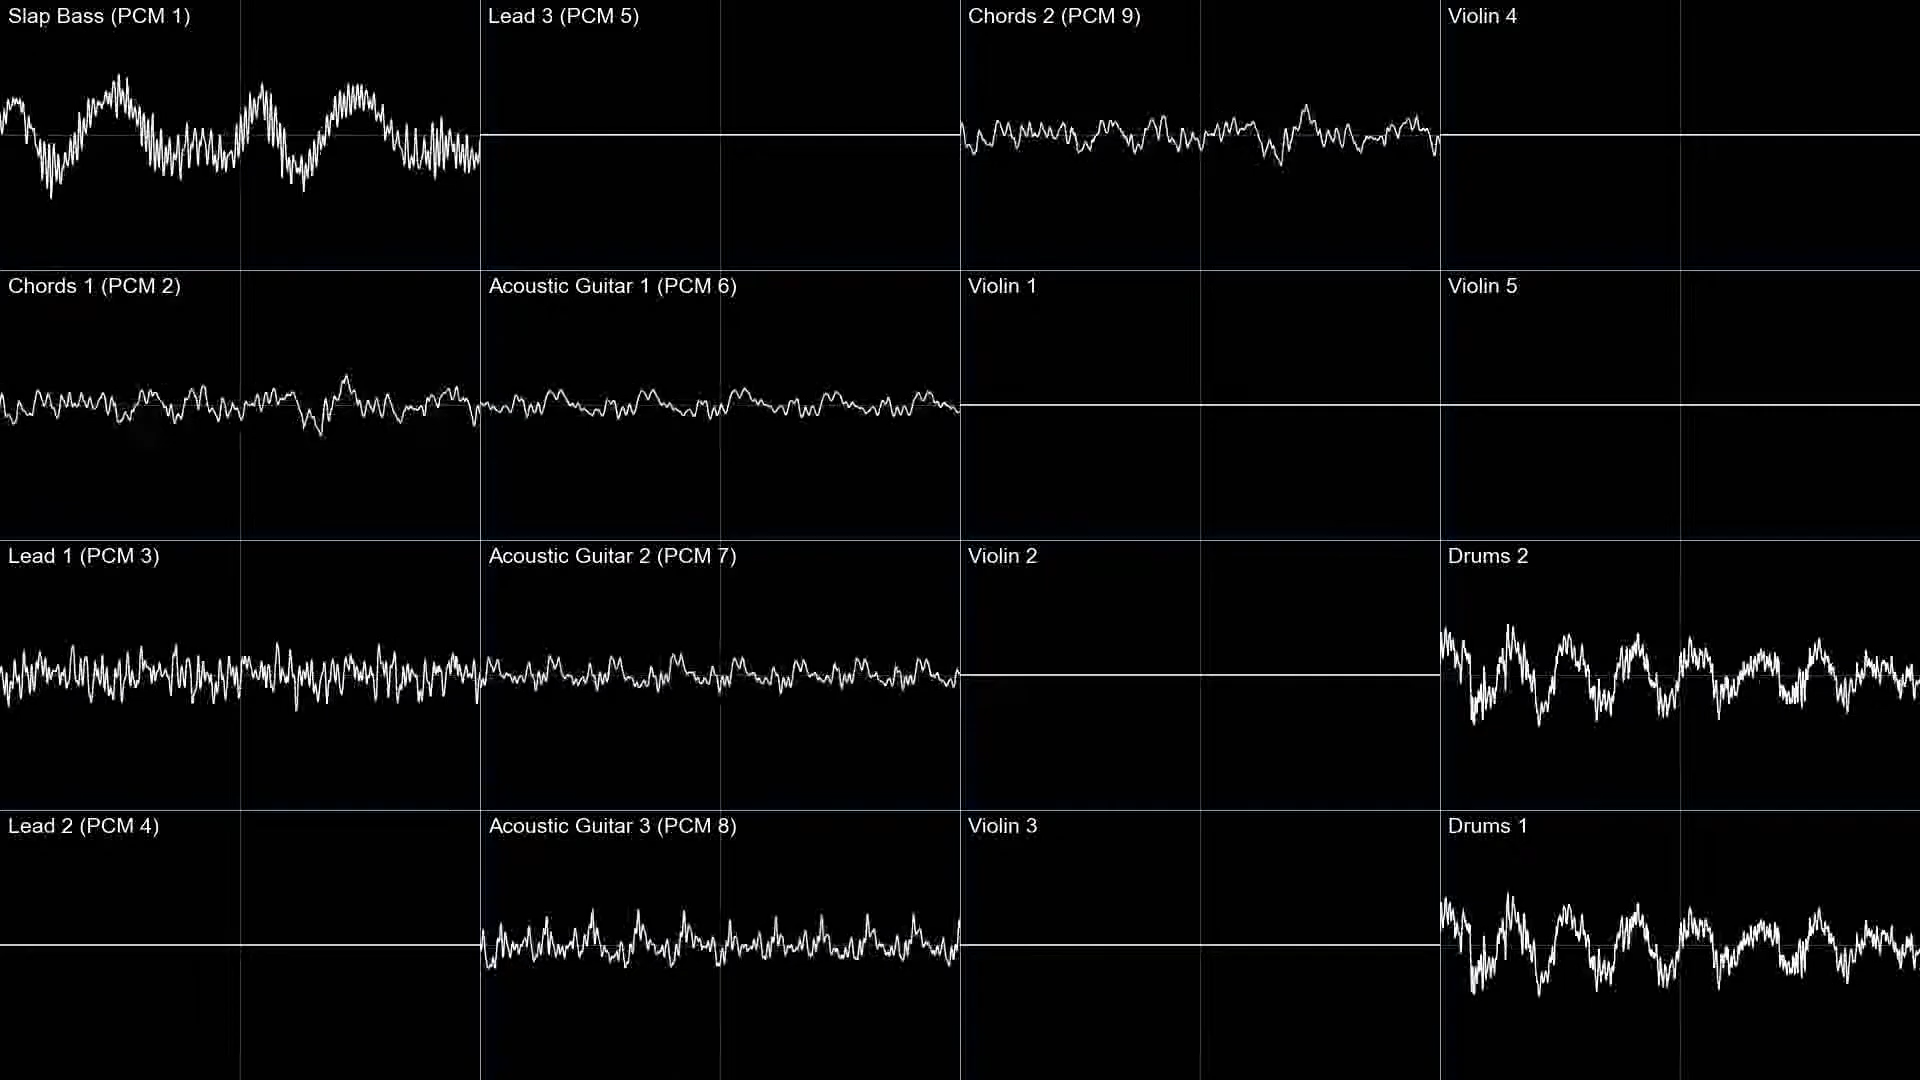 Slap Bass (PCM 1)
Lead 3 (PCM 5)
Chords 2 (PCM 9)
Violin 4
Chords 1 (PCM 2)
Acoustic Guitar 1 (PCM 6)
Violin 1
Violin 5
Lead 1 (PCM 3)
Acoustic Guitar 2 (PCM 7)
Violin 2
Drums 2
Lead 2 (PCM 4)
Acoustic Guitar 3 (PCM 8)
Violin 3
Drums 1